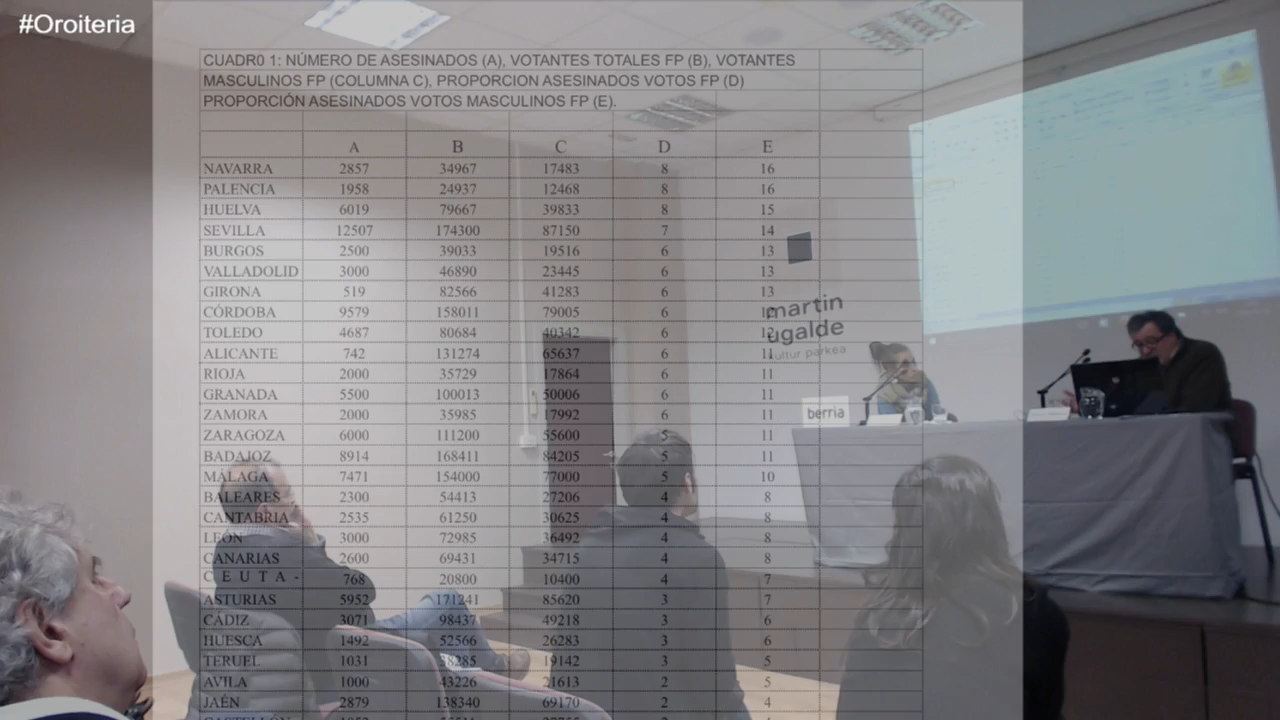 #Oroiteria
CUADR0 1: NÚMERO DE ASESINADOS (A), VOTANTES TOTALES FP (B), VOTANTES
MASCULINOS FP (COLUMNA C), PROPORCION ASESINADOS VOTOS FP (D)
PROPORCIÓN ASESINADOS VOTOS MASCULINOS FP (E).
A B C D E
NAVARRA 2857 34967 17483 8 16
PALENCIA 1958 24937 12468 8 16
HUELVA 6019 79667 39833 8 15
SEVILLA 12507 174300 87150 7 14
BURGOS 2500 39033 19516 6 13
VALLADOLID 3000 46890 23445 6 13
GIRONA 519 82566 41283 6 13
CÓRDOBA 9579 158011 79005 6 12
TOLEDO 4687 80684 40342 6 12
ALICANTE 742 131274 65637 6 11
RIOJA 2000 35729 17864 6 11
GRANADA 5500 100013 50006 6 11
ZAMORA 2000 35985 17992 6 11
ZARAGOZA 6000 111200 55600 5 11
BADAJOZ 8914 168411 84205 5 11
MÁLAGA 7471 154000 77000 5 10
BALEARES 2300 54413 27206 4 8
CANTABRIA 2535 61250 30625 4 8
LEÓN 3000 72985 36492 4 8
CANARIAS 2600 69431 34715 4 8
CEUTA- 768 20800 10400 4 7
ASTURIAS 5952 171241 85620 3 7
CÁDIZ 3071 98437 49218 3 6
HUESCA 1492 52566 26283 3 6
TERUEL 1031 38285 19142 3 5
AVILA 1000 43226 21613 2 5
JAÉN 2879 138340 69170 2 4
martin
ugalde
kultur parkea
berria